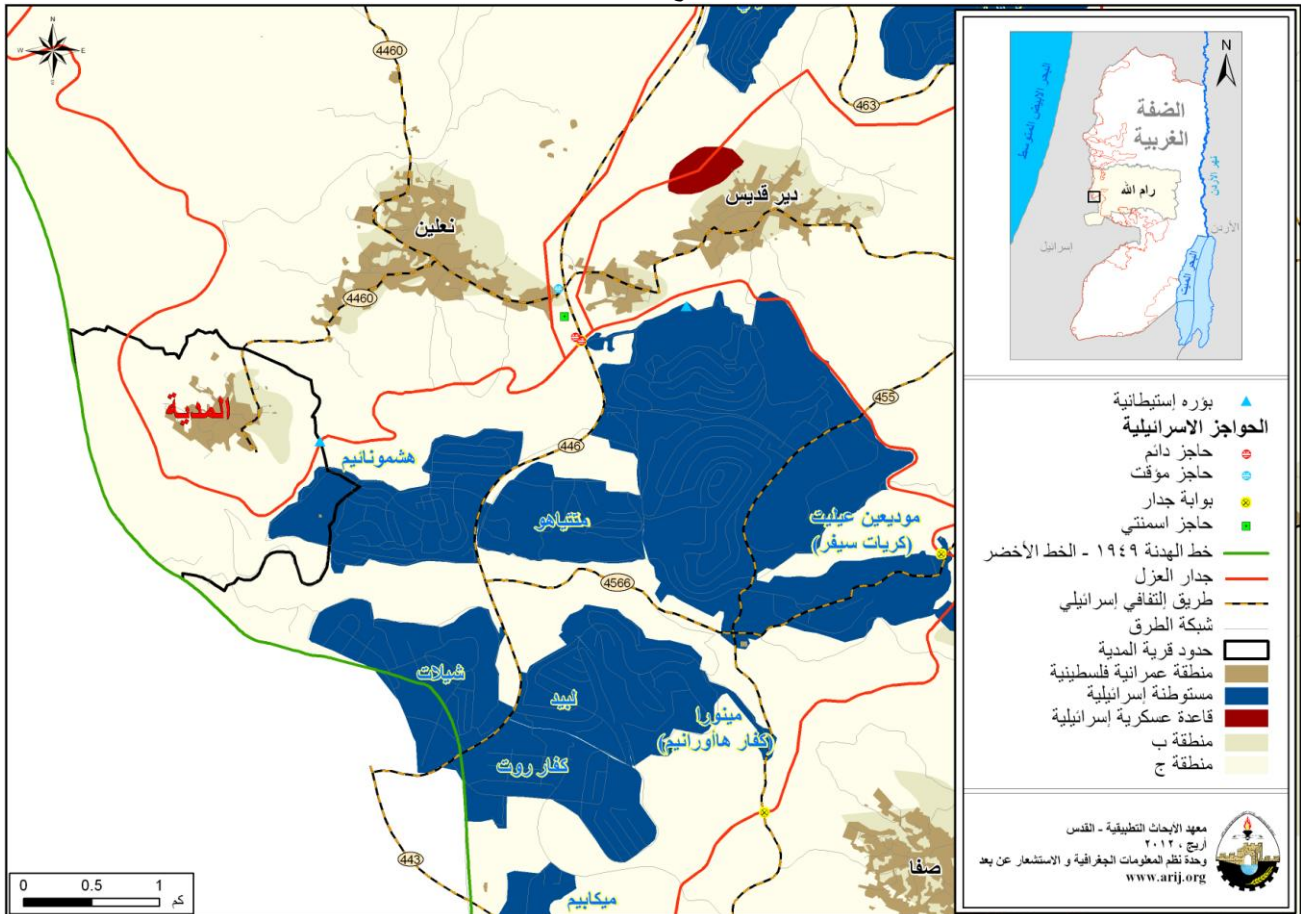 4460
463
دير قديس
نعلين
4460
المدية
455
446
هشمونائيم
متتياهو
موديعين عيليت
(كريات سيفر)
4566
شيلات
لبيد
مينورا
(كفار هاأورانيم)
كفار روت
443
صفا
ميكابيم
0 0.5 1
كم
W E
S
N
البحر الابيض المتوسط
الضفة
الغربية
نهر الأردن
رام الله
الأردن
اسرائيل
البحر الميت
بؤره إستيطانية
الحواجز الاسرائيلية
حاجز دائم
حاجز مؤقت
بوابة جدار
حاجز اسمنتي
خط الهدنة ١٩٤٩ - الخط الأخضر
جدار العزل
طريق إلتفافي إسرائيلي
شبكة الطرق
حدود قرية المدية
منطقة عمرانية فلسطينية
مستوطنة إسرائيلية
قاعدة عسكرية إسرائيلية
منطقة ب
منطقة ج
معهد الأبحاث التطبيقية - القدس
أريج ، ٢٠١٢
وحدة نظم المعلومات الجغرافية و الاستشعار عن بعد
www.arij.org